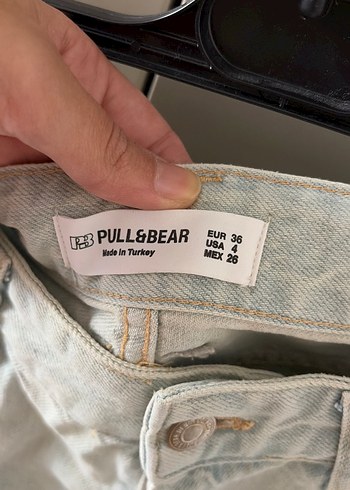 PB PULL&BEAR
Made in Turkey
EUR 36
USA 4
MEX 26